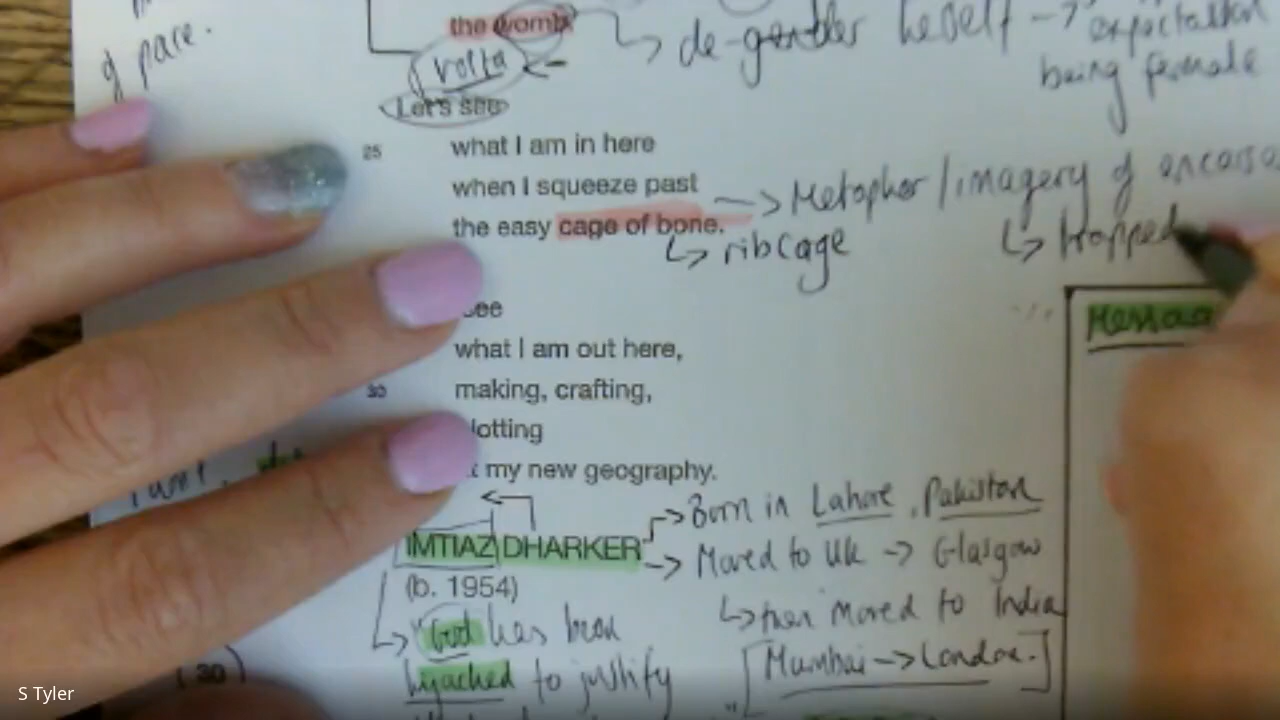 of pace.
the womb
de-gender heself → expectation
being female
volta
Let's see
25 what I am in here
when I squeeze past → Metaphor/imagery of
the easy cage of bone.
ribcage trapped
see
what I am out here,
30 making, crafting,
my new geography.
Born in Lahore, Pakistan
IMTIAZ DHARKER → Moved to UK → Glasgow
(b. 1954)
then moved to India
"God has been
hijacked to justify [Mumbai → London.]
(30)
S Tyler